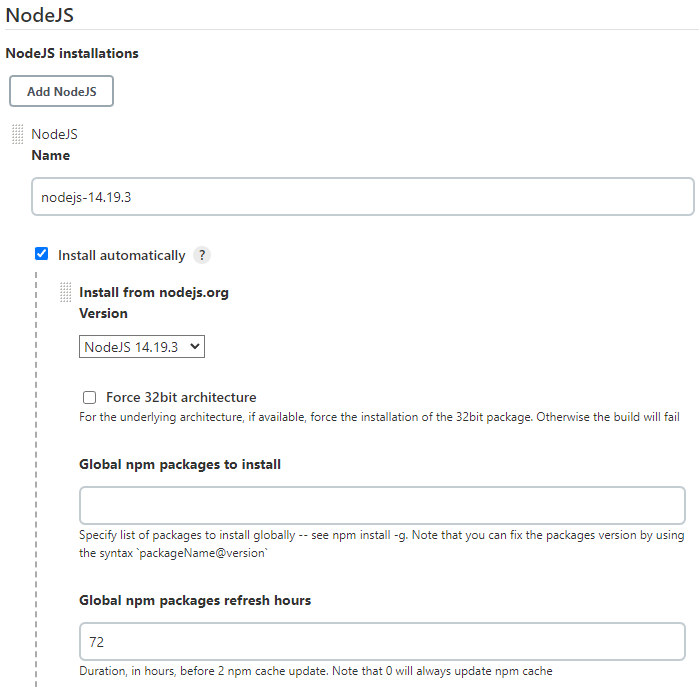 NodeJS
NodeJS installations
Add NodeJS
NodeJS
Name
nodejs-14.19.3
Install automatically ?
Install from nodejs.org
Version
NodeJS 14.19.3
Force 32bit architecture
For the underlying architecture, if available, force the installation of the 32bit package. Otherwise the build will fail
Global npm packages to install
Specify list of packages to install globally -- see npm install -g. Note that you can fix the packages version by using
the syntax `packageName@version`
Global npm packages refresh hours
72
Duration, in hours, before 2 npm cache update. Note that 0 will always update npm cache